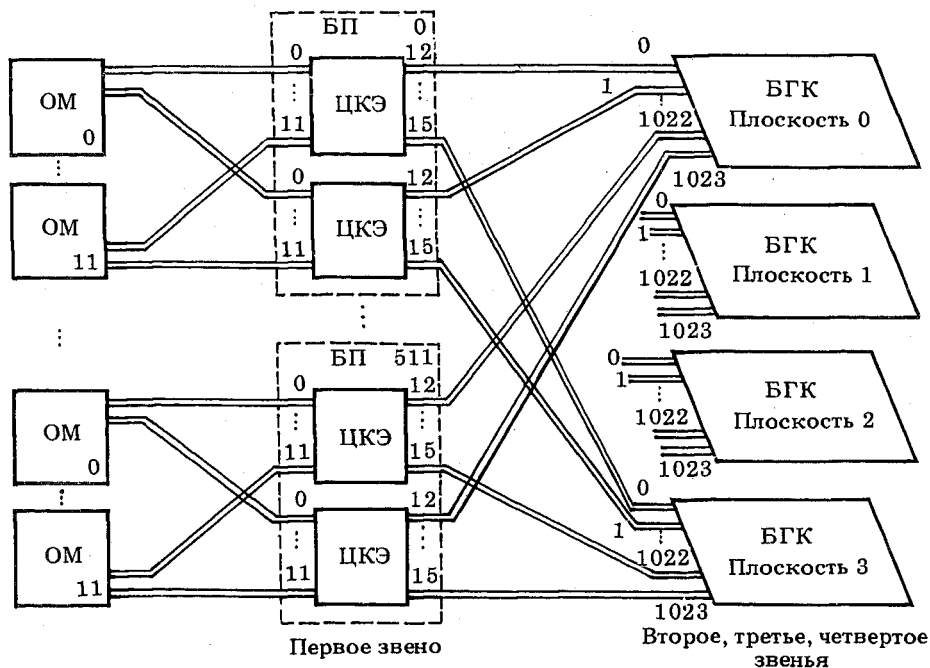 БП 0
0 12 0
ОМ ЦКЭ БГК
0 Плоскость 0
1
11 15 1022
1023
0 12
ОМ ЦКЭ
11
11 15
0
1 БГК
1022 Плоскость 1
1023
БП 511
0 12
ОМ ЦКЭ
0
11 15
0
1 БГК
1022 Плоскость 2
1023
0 12 0
ОМ ЦКЭ БГК
11 Плоскость 3
11 15
1
1022
1023
Первое звено
Второе, третье, четвертое
звенья